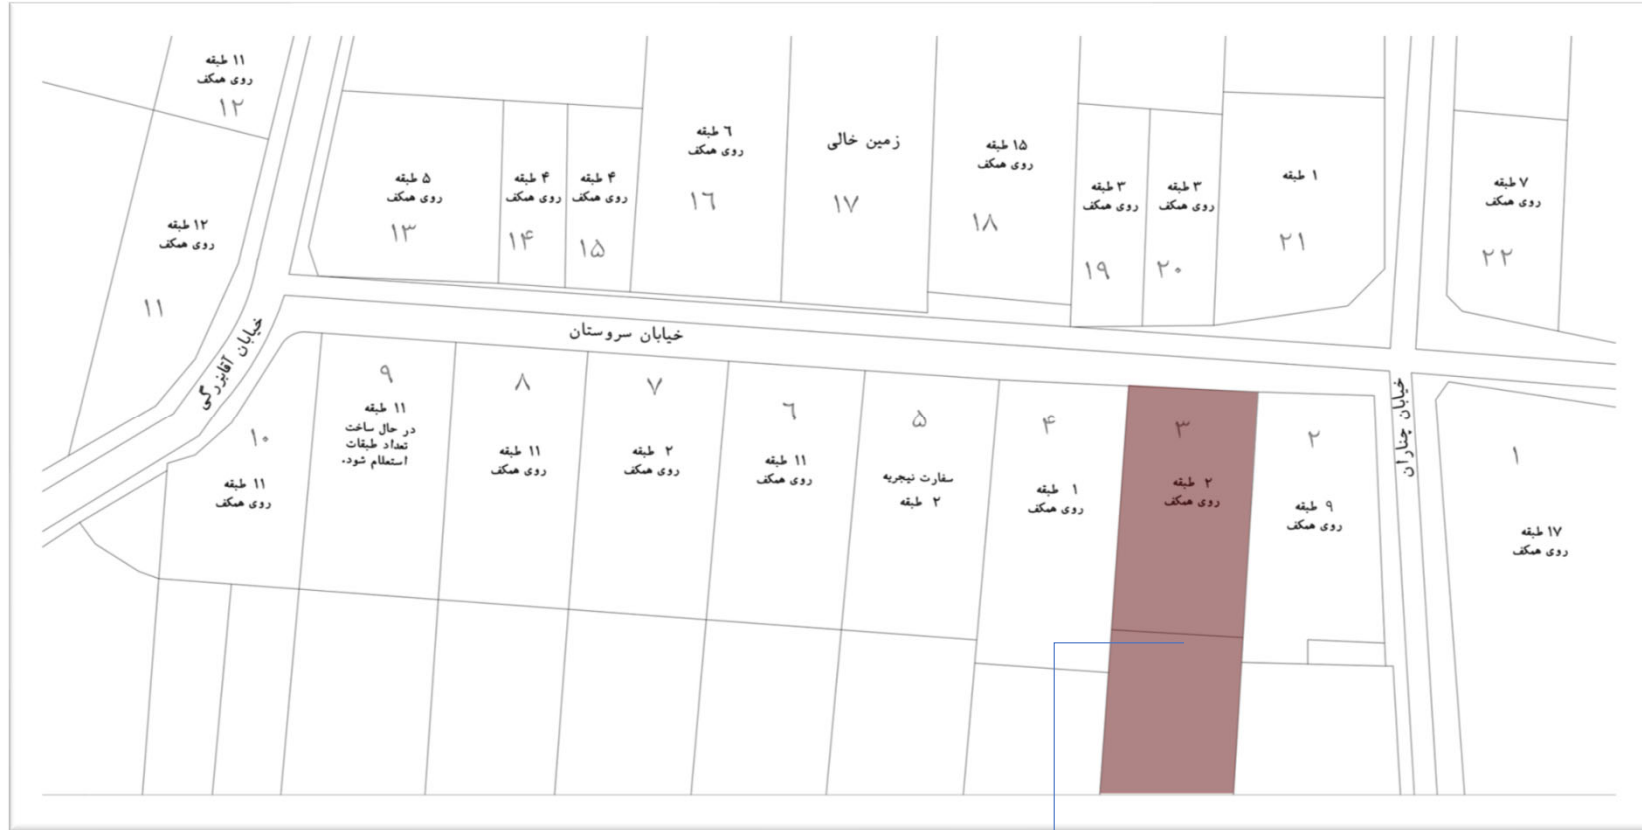 ۱۱ طبقه
روی همکف
۱۲
۱۲ طبقه
روی همکف
۱۱
۵ طبقه
روی همکف
۱۳
۴ طبقه
روی همکف
۱۴
۴ طبقه
روی همکف
۱۵
۶ طبقه
روی همکف
۱۶
زمین خالی
۱۷
۱۵ طبقه
روی همکف
۱۸
۳ طبقه
روی همکف
۱۹
۳ طبقه
روی همکف
۲۰
۱ طبقه
۲۱
۷ طبقه
روی همکف
۲۲
خیابان آقابزرگی
خیابان سروستان
خیابان چناران
۱۰
۱۱ طبقه
روی همکف
۹
۱۱ طبقه
در حال ساخت
تعداد طبقات
استعلام شود.
۸
۱۱ طبقه
روی همکف
۷
۲ طبقه
روی همکف
۶
۱۱ طبقه
روی همکف
۵
سفارت نیجریه
۲ طبقه
۴
۱ طبقه
روی همکف
۳
۲ طبقه
روی همکف
۲
۹ طبقه
روی همکف
۱
۱۷ طبقه
روی همکف